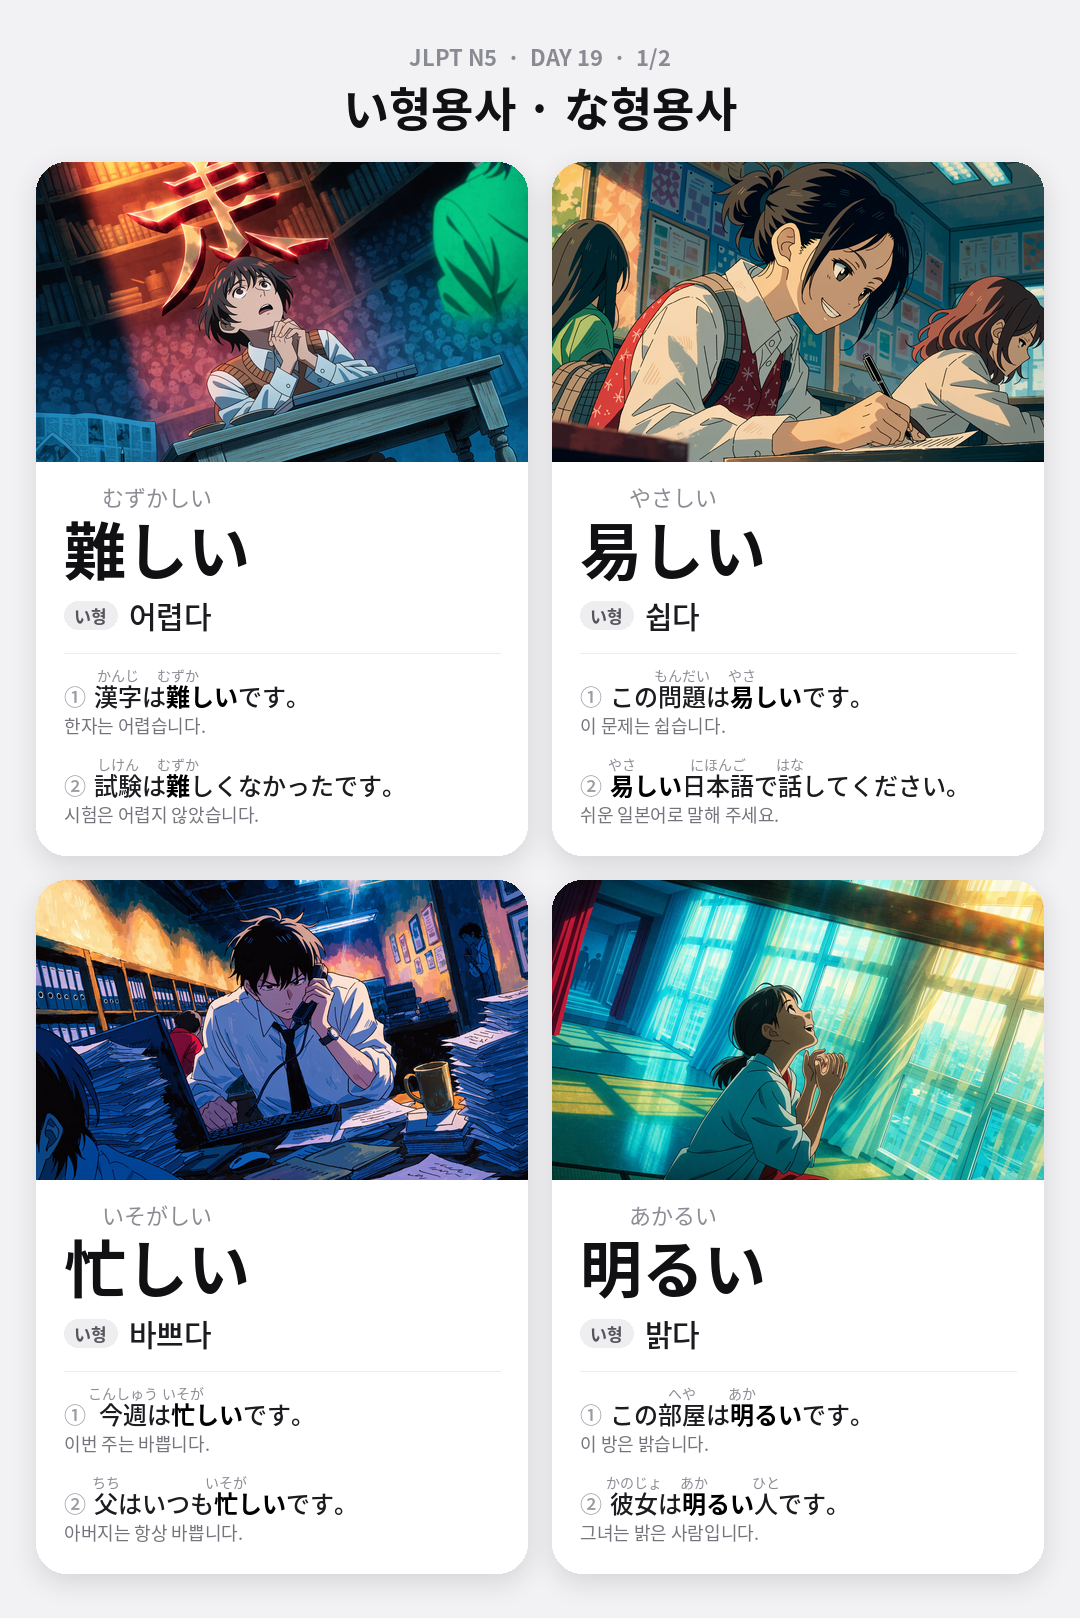 JLPT N5 · DAY 19 · 1/2
い형용사 · な형용사
むずかしい
難しい
い형 어렵다
かんじ むずか
① 漢字は難しいです。
한자는 어렵습니다.
しけん むずか
② 試験は難しくなかったです。
시험은 어렵지 않았습니다.
やさしい
易しい
い형 쉽다
もんだい やさ
① この問題は易しいです。
이 문제는 쉽습니다.
やさ にほんご はな
② 易しい日本語で話してください。
쉬운 일본어로 말해 주세요.
いそがしい
忙しい
い형 바쁘다
こんしゅう いそが
① 今週は忙しいです。
이번 주는 바쁩니다.
ちち いそが
② 父はいつも忙しいです。
아버지는 항상 바쁩니다.
あかるい
明るい
い형 밝다
へや あか
① この部屋は明るいです。
이 방은 밝습니다.
かのじょ あか ひと
② 彼女は明るい人です。
그녀는 밝은 사람입니다.